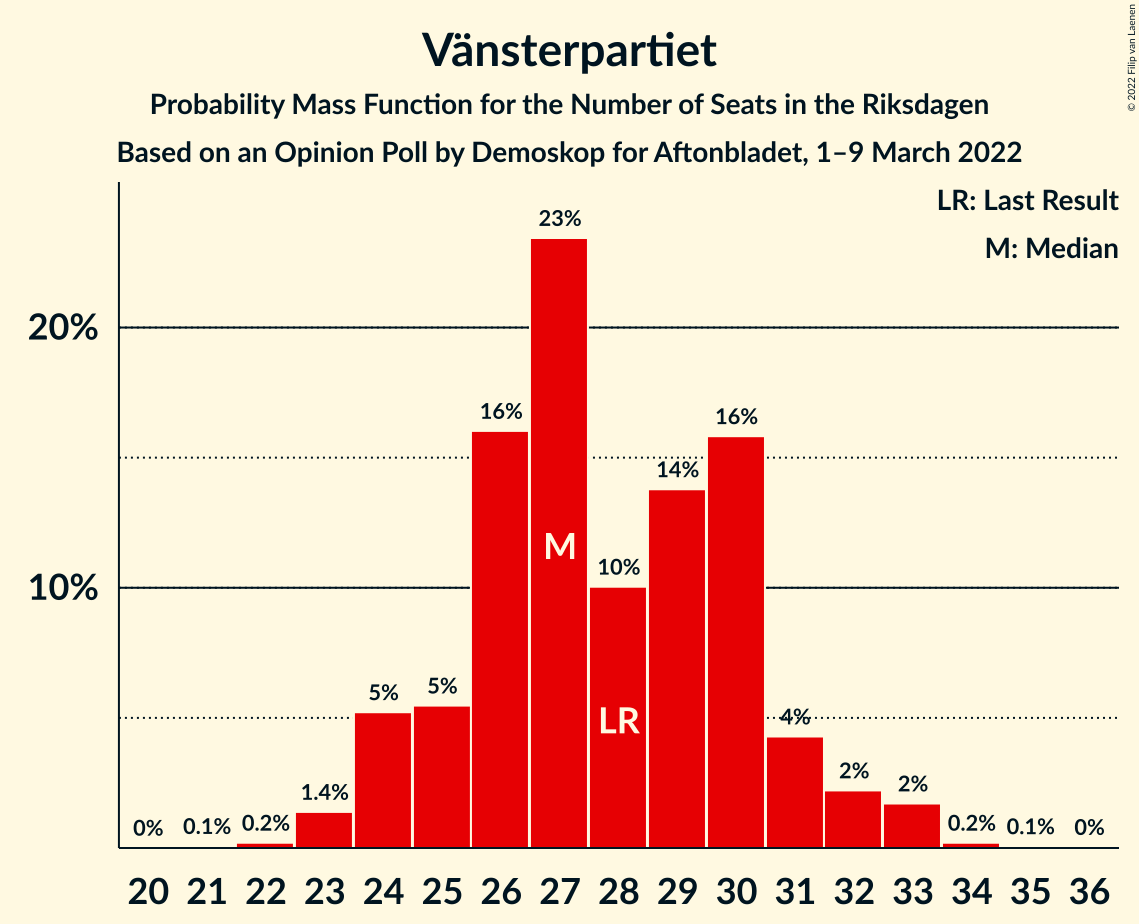 Vänsterpartiet
Probability Mass Function for the Number of Seats in the Riksdagen
Based on an Opinion Poll by Demoskop for Aftonbladet, 1–9 March 2022
© 2022 Filip van Laenen
LR: Last Result
M: Median
23%
20%
16%
16%
14%
M
10%
10%
5%
5%
LR
4%
2%
2%
1.4%
0%
0.1%
0.2%
0.2%
0.1%
0%
20 21 22 23 24 25 26 27 28 29 30 31 32 33 34 35 36